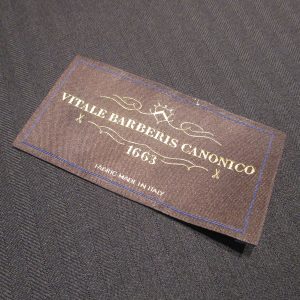 VITALE BARBERIS CANONICO
1663
FABRIC MADE IN ITALY